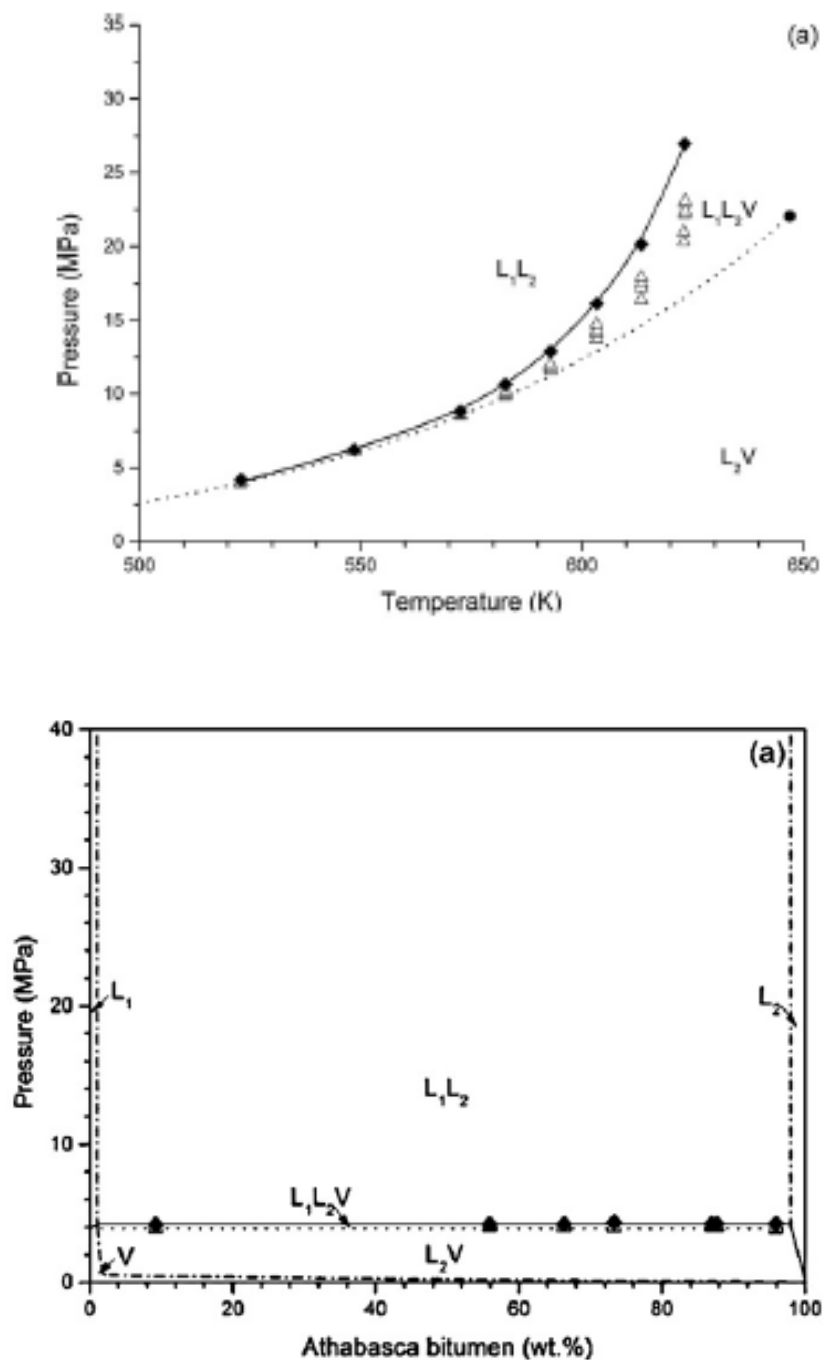 (a)
35
30
25
20
15
10
5
0
Pressure (MPa)
L₁L₂
L₁L₂V
L₂V
500
550
600
650
Temperature (K)
(a)
40
30
20
10
0
Pressure (MPa)
L₁
L₂
L₁L₂
L₁L₂V
V
L₂V
0
20
40
60
80
100
Athabasca bitumen (wt.%)